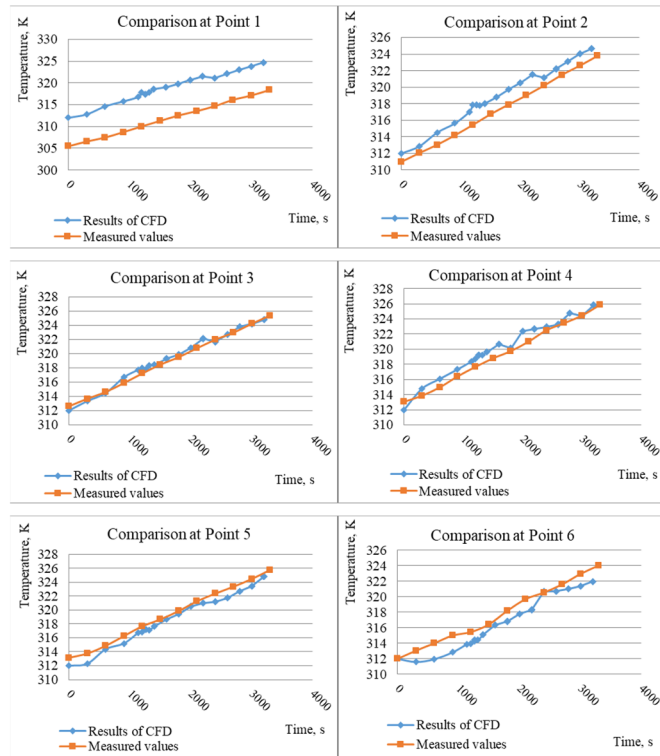 Comparison at Point 1
Temperature, K
330
325
320
315
310
305
300
0
1000
2000
3000
4000
Time, s
Results of CFD
Measured values
Comparison at Point 2
Temperature, K
326
324
322
320
318
316
314
312
310
0
1000
2000
3000
4000
Time, s
Results of CFD
Measured values
Comparison at Point 3
Temperature, K
328
326
324
322
320
318
316
314
312
310
0
1000
2000
3000
4000
Time, s
Results of CFD
Measured values
Comparison at Point 4
Temperature, K
328
326
324
322
320
318
316
314
312
310
0
1000
2000
3000
4000
Time, s
Results of CFD
Measured values
Comparison at Point 5
Temperature, K
328
326
324
322
320
318
316
314
312
310
0
1000
2000
3000
4000
Time, s
Results of CFD
Measured values
Comparison at Point 6
Temperature, K
326
324
322
320
318
316
314
312
310
0
1000
2000
3000
4000
Time, s
Results of CFD
Measured values